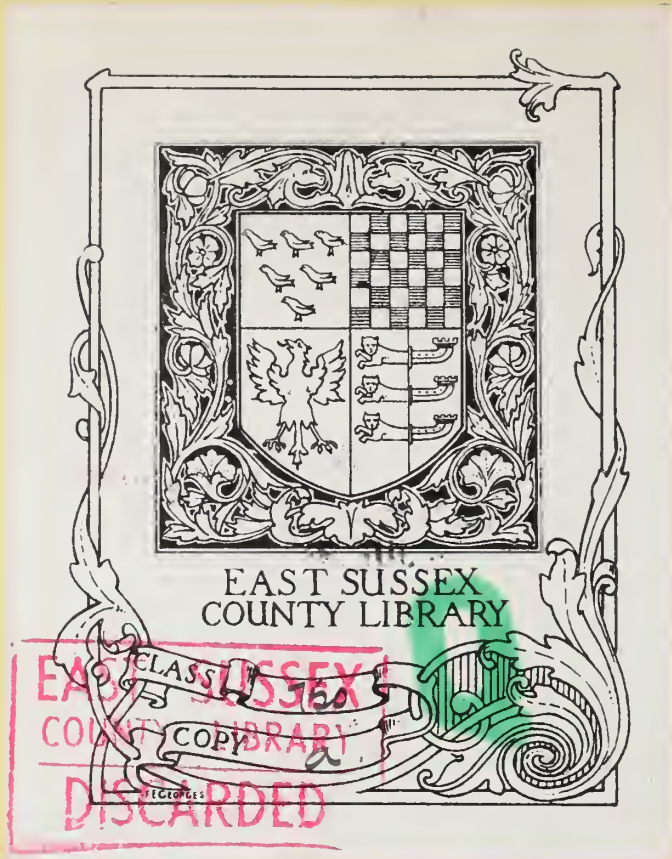 EAST SUSSEX
COUNTY LIBRARY
CLASS
COPY
a
EAST SUSSEX
COUNTY LIBRARY
DISCARDED